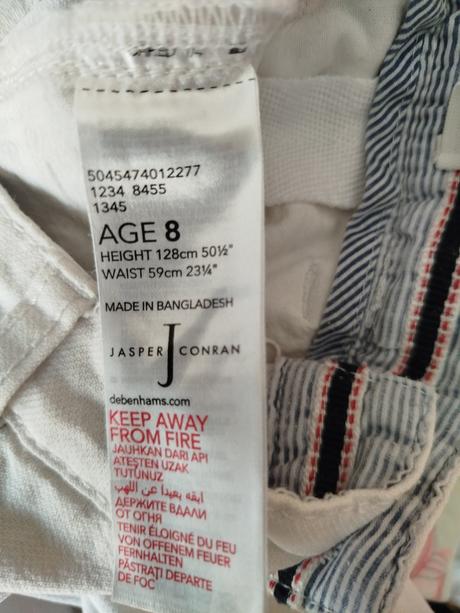 5045474012277
1234 8455
1345
AGE 8
HEIGHT 128cm 50½"
WAIST 59cm 23¼"
MADE IN BANGLADESH
JASPER J CONRAN
debenhams.com
KEEP AWAY
FROM FIRE
JAUHKAN DARI API
ATEŞTEN UZAK
TUTUNUZ
ابقه بعيدا عن اللهب
ДЕРЖИТЕ ВДАЛИ
ОТ ОГНЯ
TENIR ÉLOIGNÉ DU FEU
VON OFFENEM FEUER
FERNHALTEN
PĂSTRAȚI DEPARTE
DE FOC